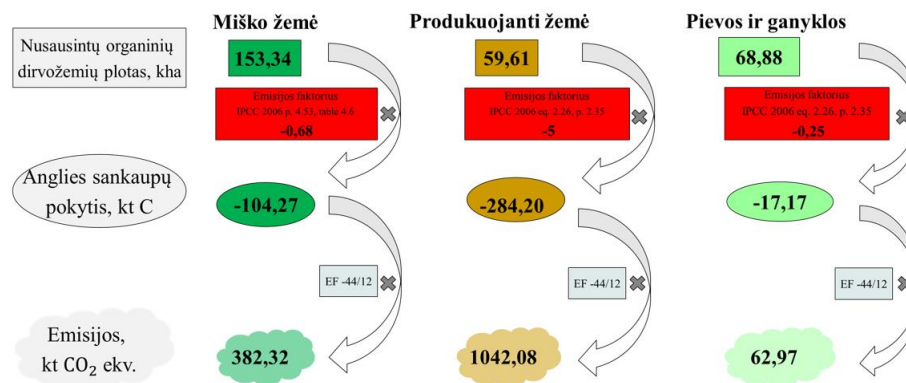 Miško žemė
Produkuojanti žemė
Pievos ir ganyklos
Nusausintų organinių
dirvožemių plotas, kha
153,34
59,61
68,88
Emisijos faktorius
IPCC 2006 p. 4.53, table 4.6
-0,68
Emisijos faktorius
IPCC 2006 eq. 2.26, p. 2.35
-5
Emisijos faktorius
IPCC 2006 eq. 2.26, p. 2.35
-0,25
Anglies sankaupų
pokytis, kt C
-104,27
-284,20
-17,17
EF -44/12
EF -44/12
EF -44/12
Emisijos,
kt CO₂ ekv.
382,32
1042,08
62,97